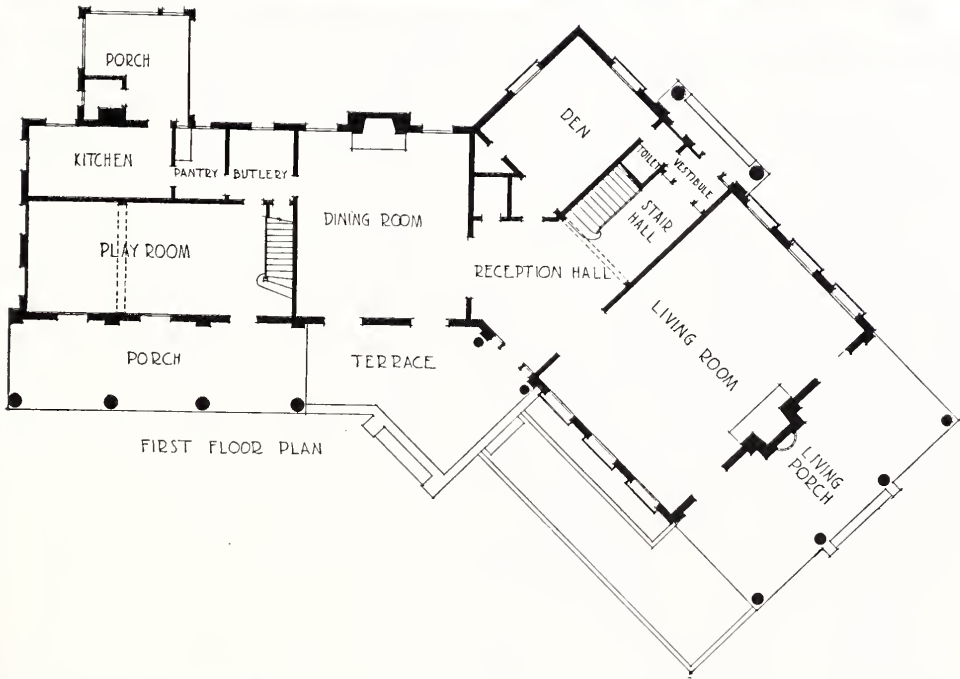 PORCH
DEN
KITCHEN
PANTRY
BUTLERY
TOILET
VESTIBULE
STAIR
HALL
DINING ROOM
PLAY ROOM
RECEPTION HALL
LIVING ROOM
PORCH
TERRACE
LIVING
PORCH
FIRST FLOOR PLAN